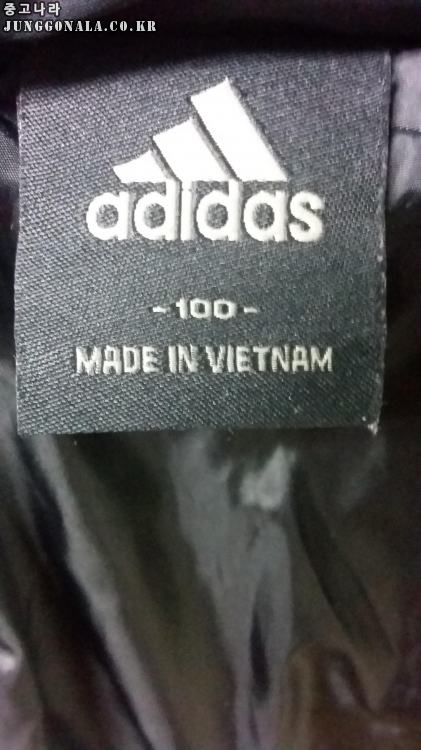 중고나라
JUNGGONALA.CO.KR
adidas
-100-
MADE IN VIETNAM